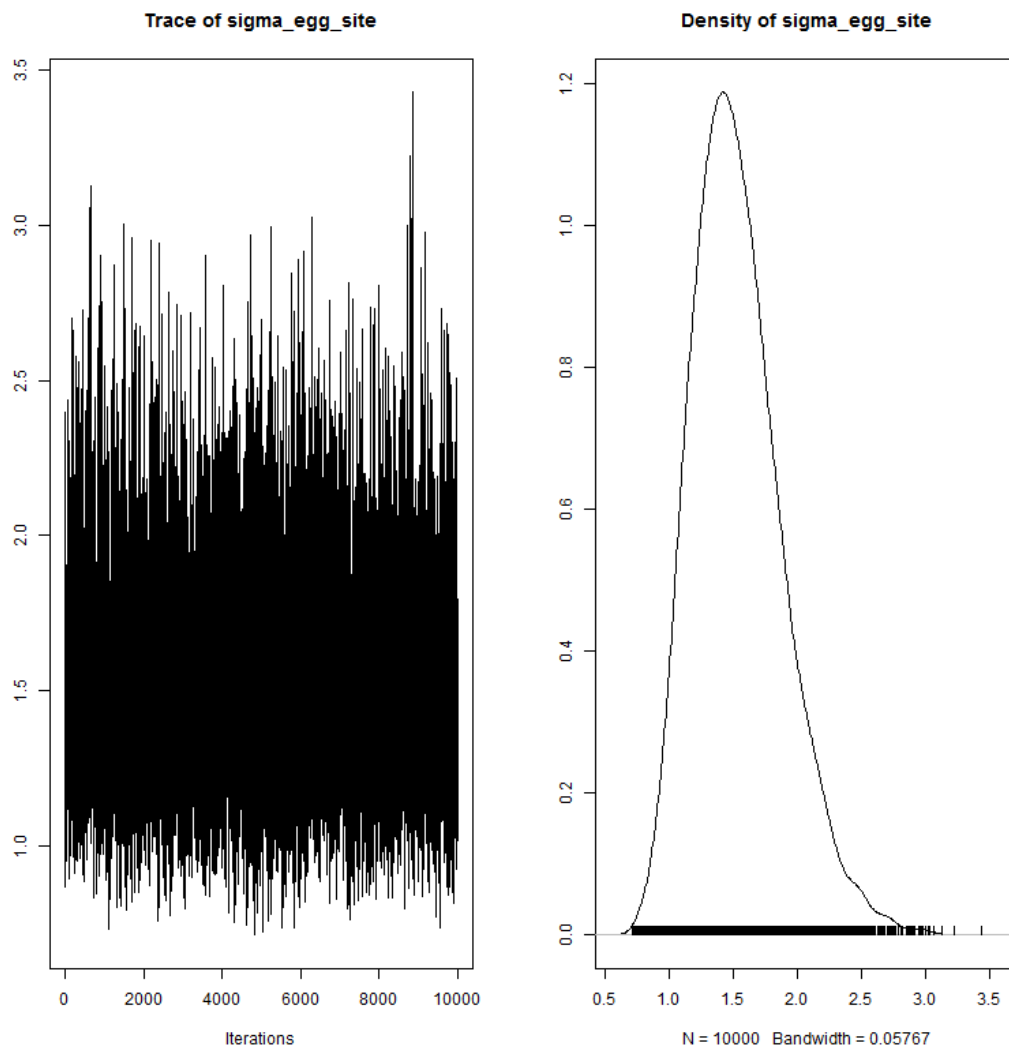 Trace of sigma_egg_site
3.5
3.0
2.5
2.0
1.5
1.0
0 2000 4000 6000 8000 10000
Iterations
Density of sigma_egg_site
1.2
1.0
0.8
0.6
0.4
0.2
0.0
0.5 1.0 1.5 2.0 2.5 3.0 3.5
N = 10000 Bandwidth = 0.05767